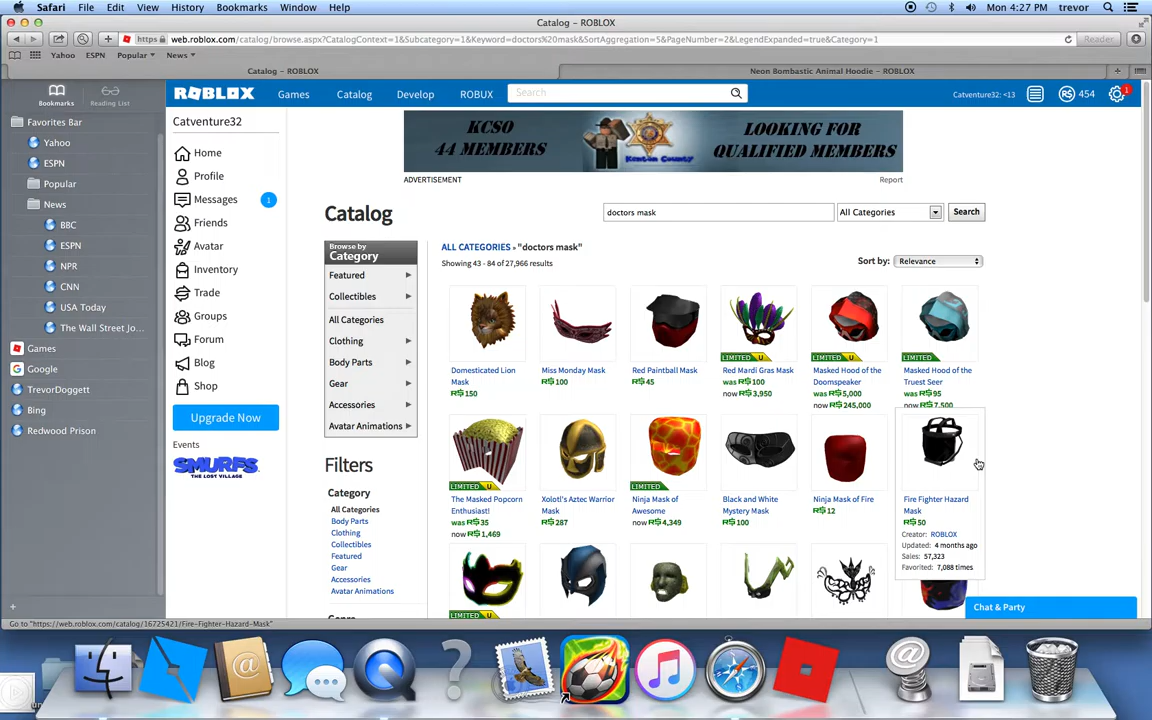 Safari File Edit View History Bookmarks Window Help Mon 4:27 PM trevor
Catalog – ROBLOX
https web.roblox.com/catalog/browse.aspx?CatalogContext=1&Subcategory=1&Keyword=doctors%20mask&SortAggregation=5&PageNumber=2&LegendExpanded=true&Category=1 Reader
Yahoo ESPN Popular News
Catalog – ROBLOX Neon Bombastic Animal Hoodie – ROBLOX
Bookmarks Reading List
Favorites Bar
Yahoo
ESPN
Popular
News
BBC
ESPN
NPR
CNN
USA Today
The Wall Street Jo...
Games
Google
TrevorDoggett
Bing
Redwood Prison
ROBLOX Games Catalog Develop ROBUX Search Catventure32: <13 R$ 454 1
Catventure32
Home
Profile
Messages 1
Friends
Avatar
Inventory
Trade
Groups
Forum
Blog
Shop
Upgrade Now
Events
SMURFS
THE LOST VILLAGE
KCSO
44 MEMBERS
Kenton County
LOOKING FOR
QUALIFIED MEMBERS
ADVERTISEMENT Report
Catalog doctors mask All Categories Search
Browse by
Category
Featured
Collectibles
All Categories
Clothing
Body Parts
Gear
Accessories
Avatar Animations
Filters
Category
All Categories
Body Parts
Clothing
Collectibles
Featured
Gear
Accessories
Avatar Animations
ALL CATEGORIES » "doctors mask"
Showing 43 - 84 of 27,966 results
Sort by: Relevance
Domesticated Lion
Mask
R$ 150
Miss Monday Mask
R$ 100
Red Paintball Mask
R$ 45
LIMITED U
Red Mardi Gras Mask
was R$ 100
now R$ 3,950
LIMITED U
Masked Hood of the
Doomspeaker
was R$ 5,000
now R$ 245,000
LIMITED
Masked Hood of the
Truest Seer
was R$ 95
now R$ 7,500
LIMITED U
The Masked Popcorn
Enthusiast!
was R$ 35
now R$ 1,469
Xolotl's Aztec Warrior
Mask
R$ 287
LIMITED
Ninja Mask of
Awesome
now R$ 4,349
Black and White
Mystery Mask
R$ 100
Ninja Mask of Fire
R$ 12
Fire Fighter Hazard
Mask
R$ 50
Creator: ROBLOX
Updated: 4 months ago
Sales: 57,323
Favorited: 7,088 times
LIMITED
Chat & Party
Go to "https://web.roblox.com/catalog/16725421/Fire-Fighter-Hazard-Mask"